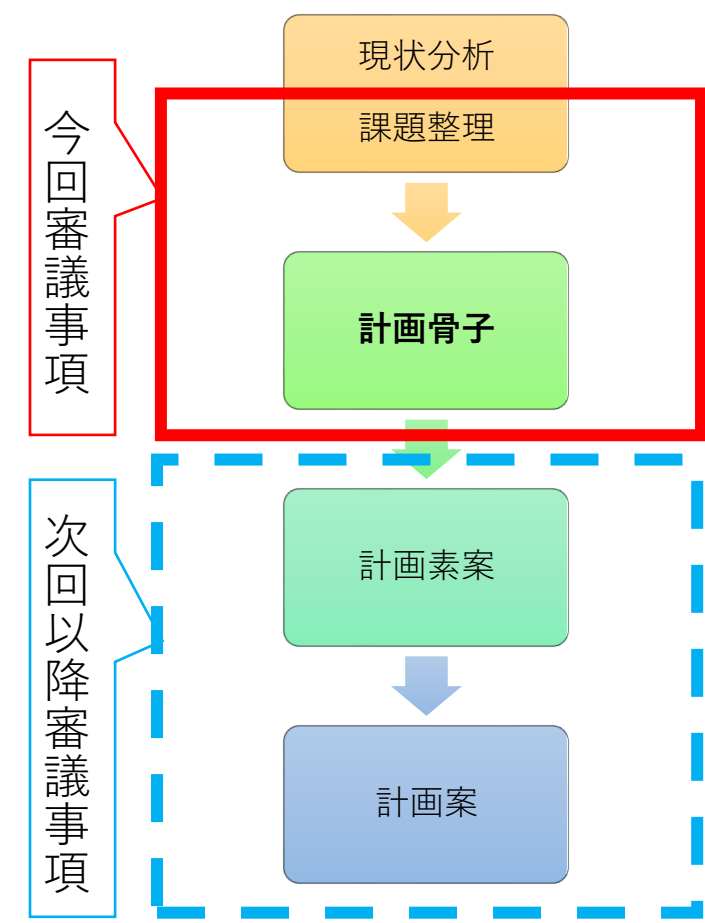 現状分析
課題整理
今回審議事項
計画骨子
次回以降審議事項
計画素案
計画案